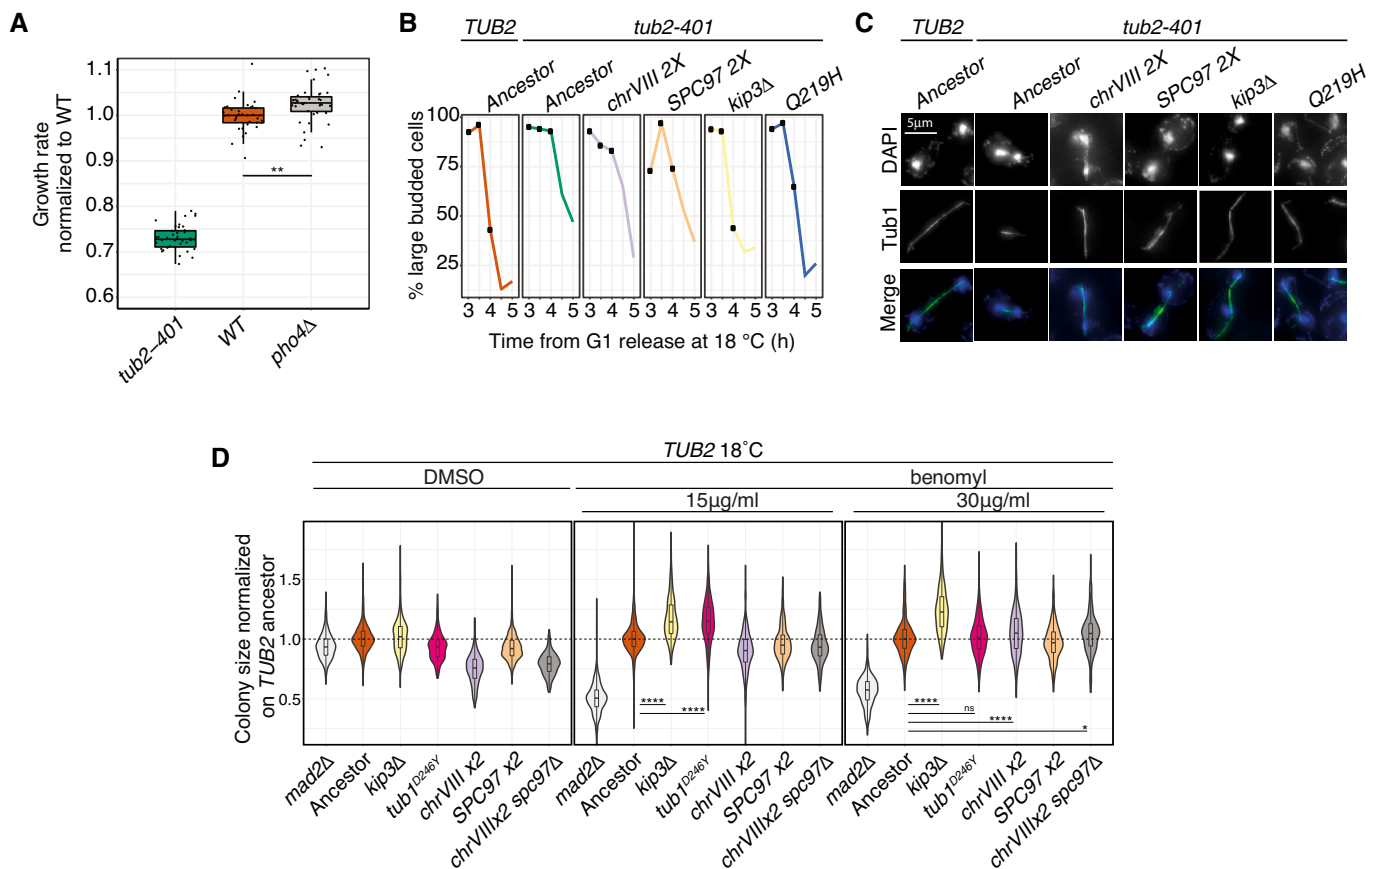 A
Growth rate
normalized to WT
1.1
1.0
0.9
0.8
0.7
0.6
**
tub2−401
WT
pho4Δ
B
TUB2
tub2-401
Ancestor
Ancestor
chrVIII 2X
SPC97 2X
kip3Δ
Q219H
% large budded cells
100
75
50
25
3 4 5 3 4 5 3 4 5 3 4 5 3 4 5 3 4 5
Time from G1 release at 18 °C (h)
C
TUB2
tub2-401
Ancestor
Ancestor
chrVIII 2X
SPC97 2X
kip3Δ
Q219H
5µm
DAPI
Tub1
Merge
D
TUB2 18˚C
DMSO
benomyl
15µg/ml
30µg/ml
Colony size normalized
on TUB2 ancestor
1.5
1.0
0.5
****
****
****
ns
****
*
mad2Δ
Ancestor
kip3Δ
tub1D246Y
chrVIII x2
SPC97 x2
chrVIIIx2 spc97Δ
mad2Δ
Ancestor
kip3Δ
tub1D246Y
chrVIII x2
SPC97 x2
chrVIIIx2 spc97Δ
mad2Δ
Ancestor
kip3Δ
tub1D246Y
chrVIII x2
SPC97 x2
chrVIIIx2 spc97Δ